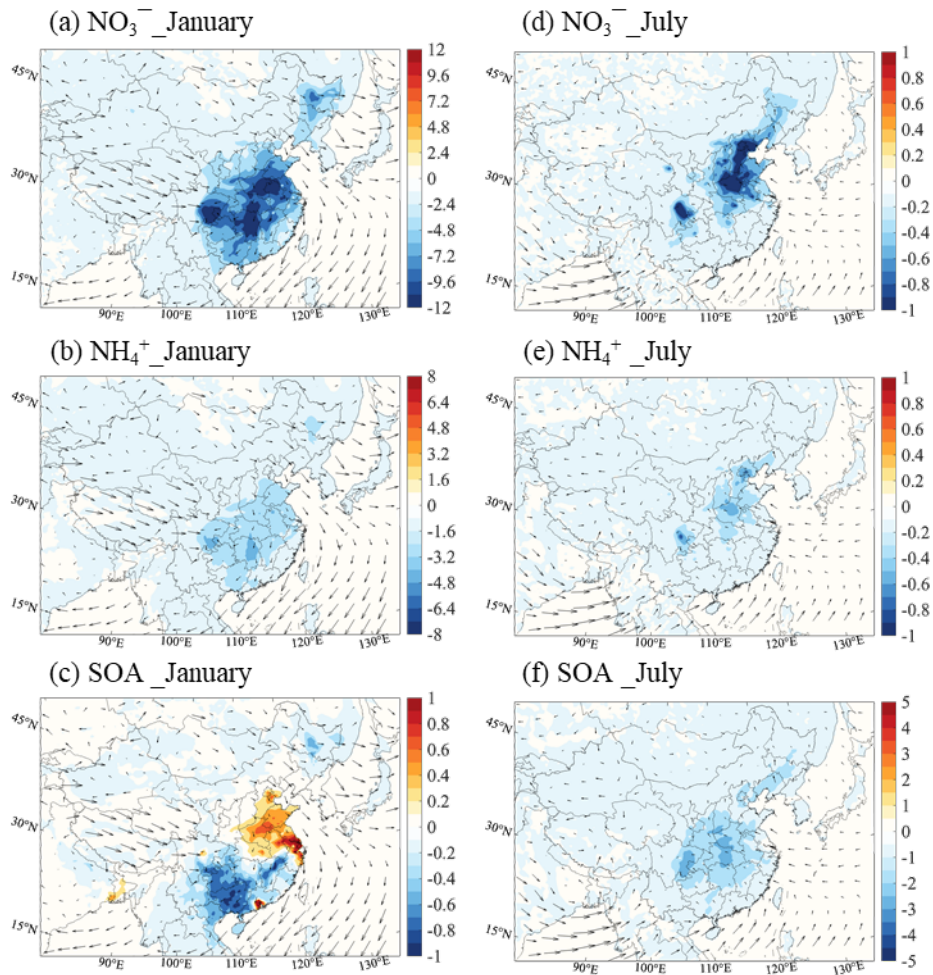 (a) NO₃⁻_January
45°N
30°N
15°N
90°E 100°E 110°E 120°E 130°E
12
9.6
7.2
4.8
2.4
0
-2.4
-4.8
-7.2
-9.6
-12
(d) NO₃⁻_July
45°N
30°N
15°N
90°E 100°E 110°E 120°E 130°E
1
0.8
0.6
0.4
0.2
0
-0.2
-0.4
-0.6
-0.8
-1
(b) NH₄⁺_January
45°N
30°N
15°N
90°E 100°E 110°E 120°E 130°E
8
6.4
4.8
3.2
1.6
0
-1.6
-3.2
-4.8
-6.4
-8
(e) NH₄⁺_July
45°N
30°N
15°N
90°E 100°E 110°E 120°E 130°E
1
0.8
0.6
0.4
0.2
0
-0.2
-0.4
-0.6
-0.8
-1
(c) SOA _January
45°N
30°N
15°N
90°E 100°E 110°E 120°E 130°E
1
0.8
0.6
0.4
0.2
0
-0.2
-0.4
-0.6
-0.8
-1
(f) SOA _July
45°N
30°N
15°N
90°E 100°E 110°E 120°E 130°E
5
4
3
2
1
0
-1
-2
-3
-4
-5